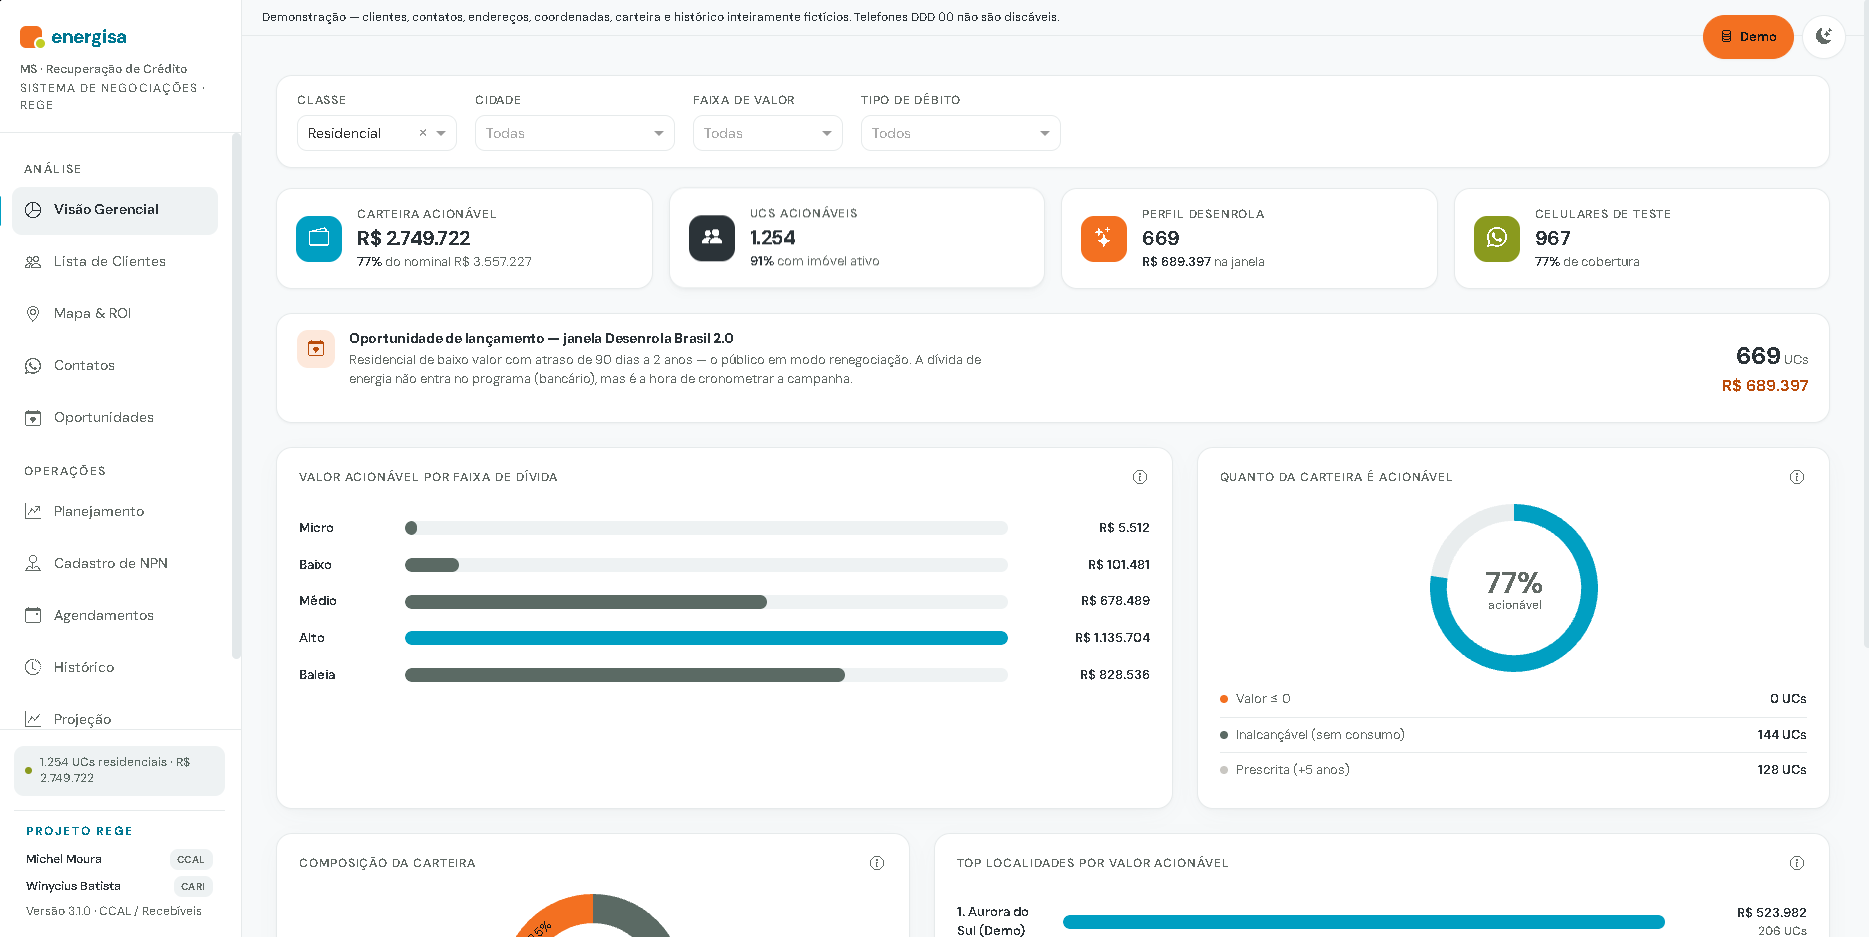 energisa
MS · Recuperação de Crédito
SISTEMA DE NEGOCIAÇÕES ·
REGE
ANÁLISE
Visão Gerencial
Lista de Clientes
Mapa & ROI
Contatos
Oportunidades
OPERAÇÕES
Planejamento
Cadastro de NPN
Agendamentos
Histórico
Projeção
1.254 UCs residenciais · R$
2.749.722
PROJETO REGE
Michel Moura CCAL
Winycius Batista CARI
Versão 3.1.0 · CCAL / Recebíveis
Demonstração — clientes, contatos, endereços, coordenadas, carteira e histórico inteiramente fictícios. Telefones DDD 00 não são discáveis.
Demo
CLASSE CIDADE FAIXA DE VALOR TIPO DE DÉBITO
Residencial × Todas Todas Todos
CARTEIRA ACIONÁVEL
R$ 2.749.722
77% do nominal R$ 3.557.227
UCS ACIONÁVEIS
1.254
91% com imóvel ativo
PERFIL DESENROLA
669
R$ 689.397 na janela
CELULARES DE TESTE
967
77% de cobertura
Oportunidade de lançamento — janela Desenrola Brasil 2.0
Residencial de baixo valor com atraso de 90 dias a 2 anos — o público em modo renegociação. A dívida de
energia não entra no programa (bancário), mas é a hora de cronometrar a campanha.
669 UCs
R$ 689.397
VALOR ACIONÁVEL POR FAIXA DE DÍVIDA
Micro R$ 5.512
Baixo R$ 101.481
Médio R$ 678.489
Alto R$ 1.135.704
Baleia R$ 828.536
QUANTO DA CARTEIRA É ACIONÁVEL
77%
acionável
Valor ≤ 0 0 UCs
Inalcançável (sem consumo) 144 UCs
Prescrita (+5 anos) 128 UCs
COMPOSIÇÃO DA CARTEIRA
TOP LOCALIDADES POR VALOR ACIONÁVEL
1. Aurora do R$ 523.982
Sul (Demo) 206 UCs